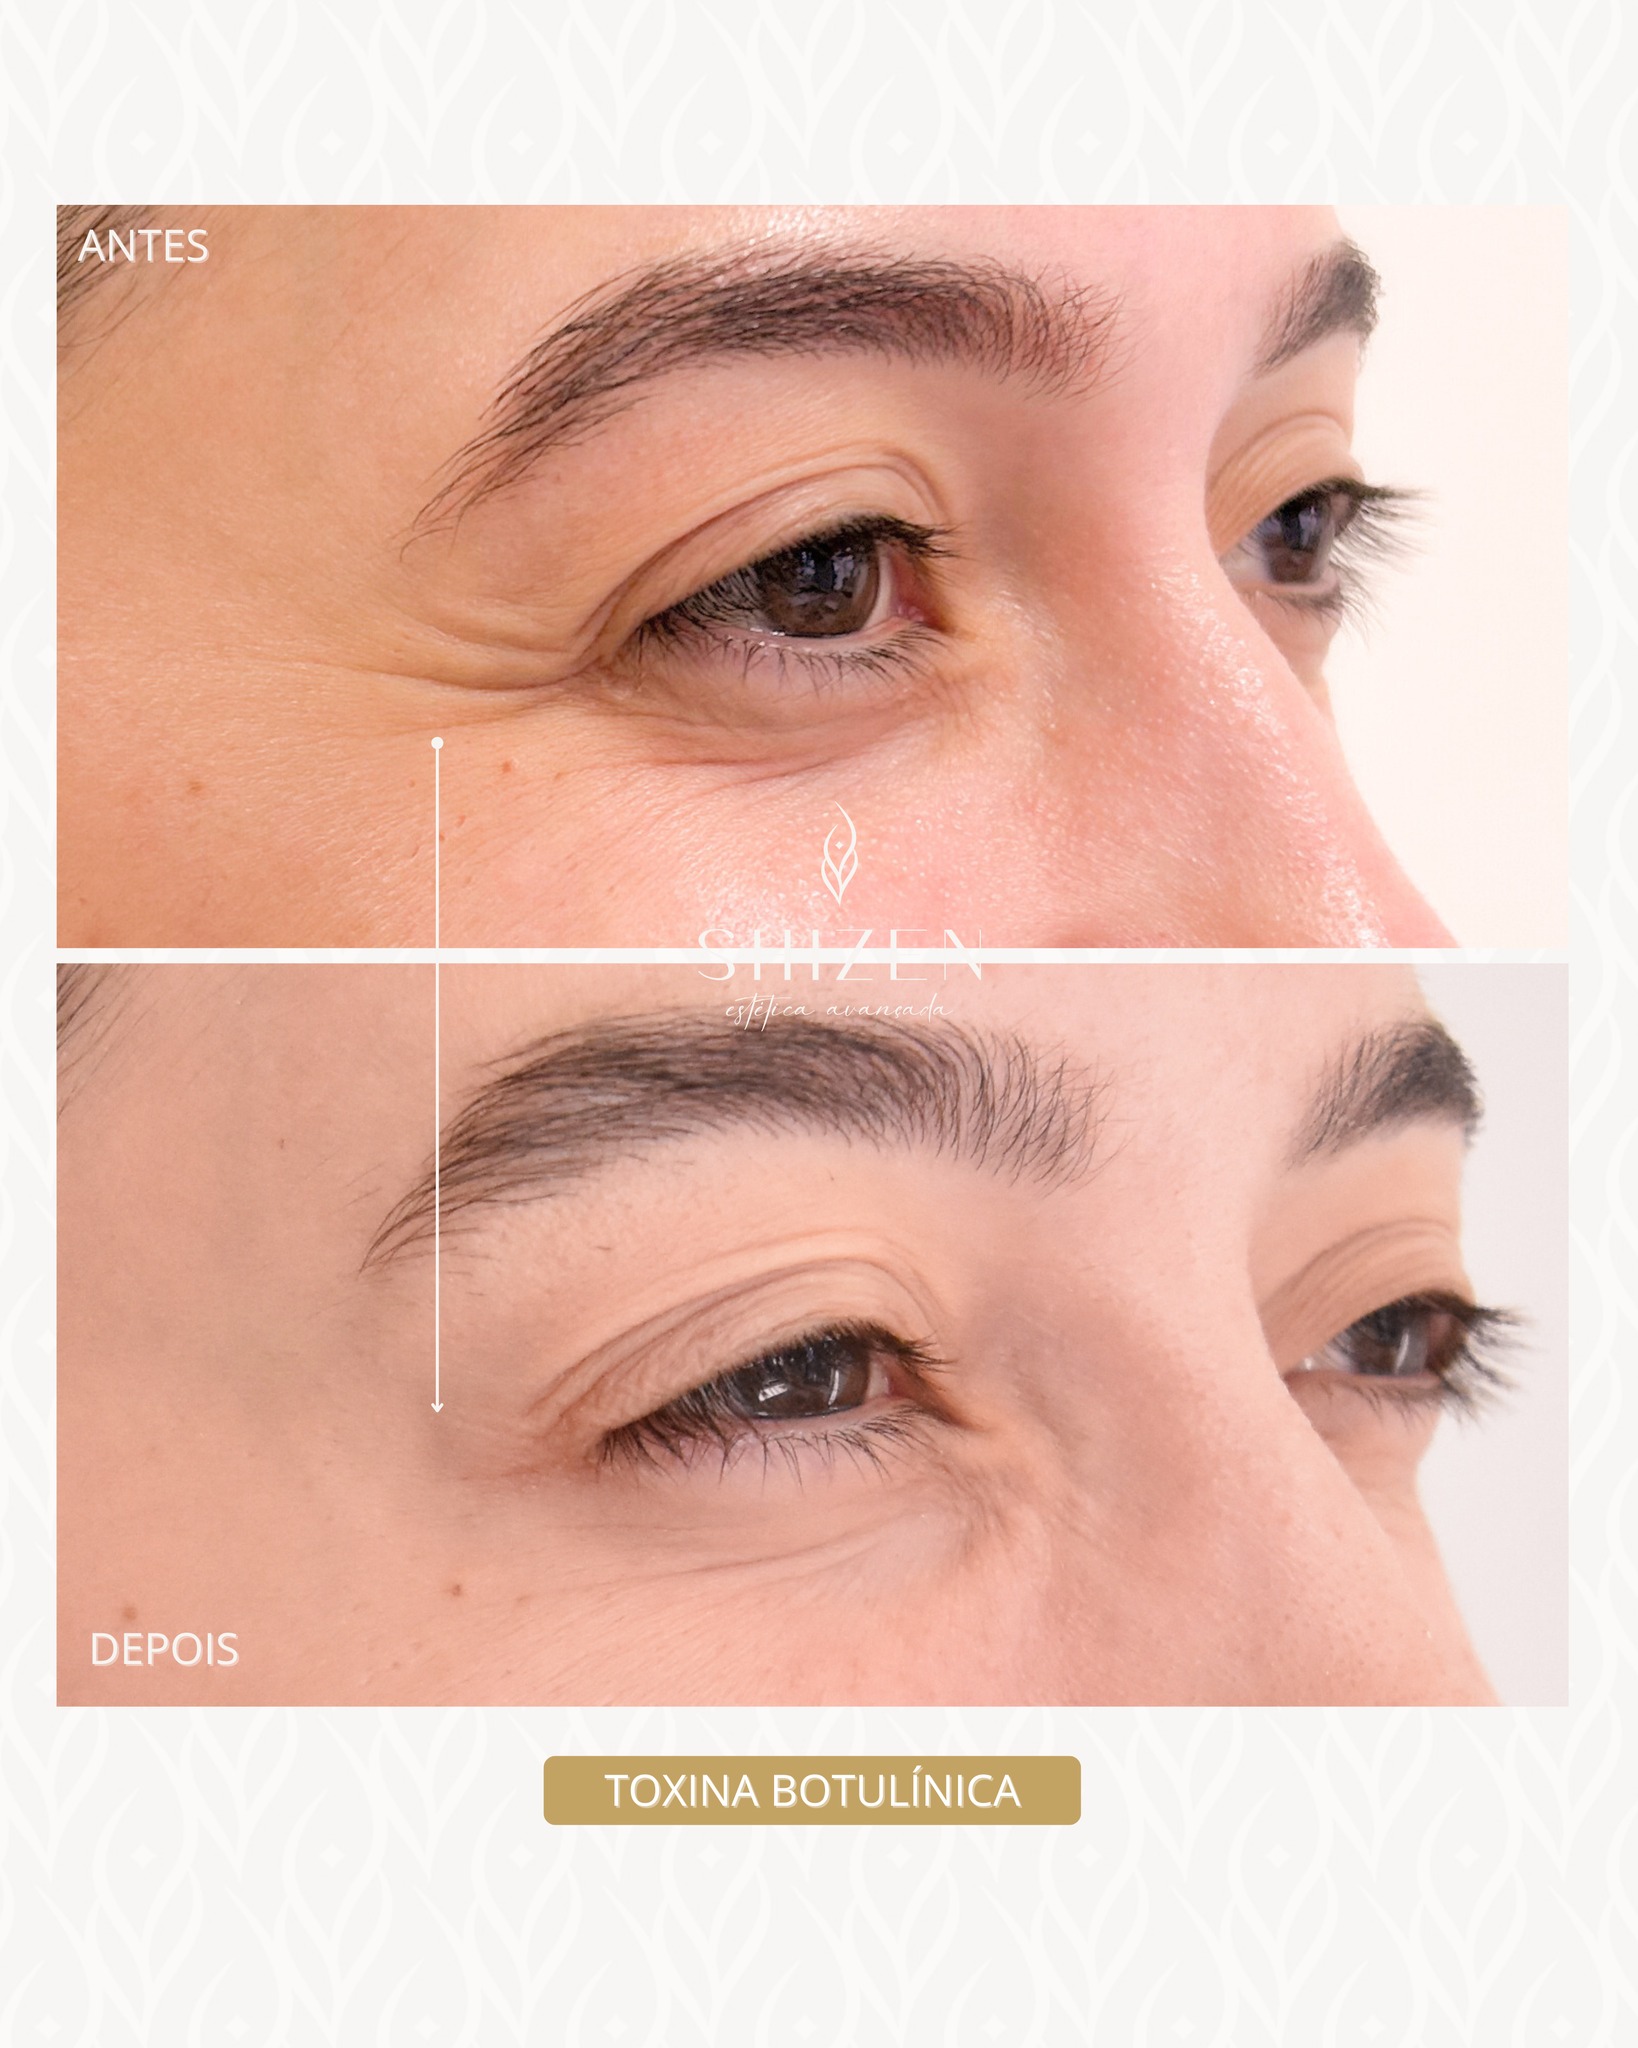 ANTES
SHIZEN
estética avançada
DEPOIS
TOXINA BOTULÍNICA